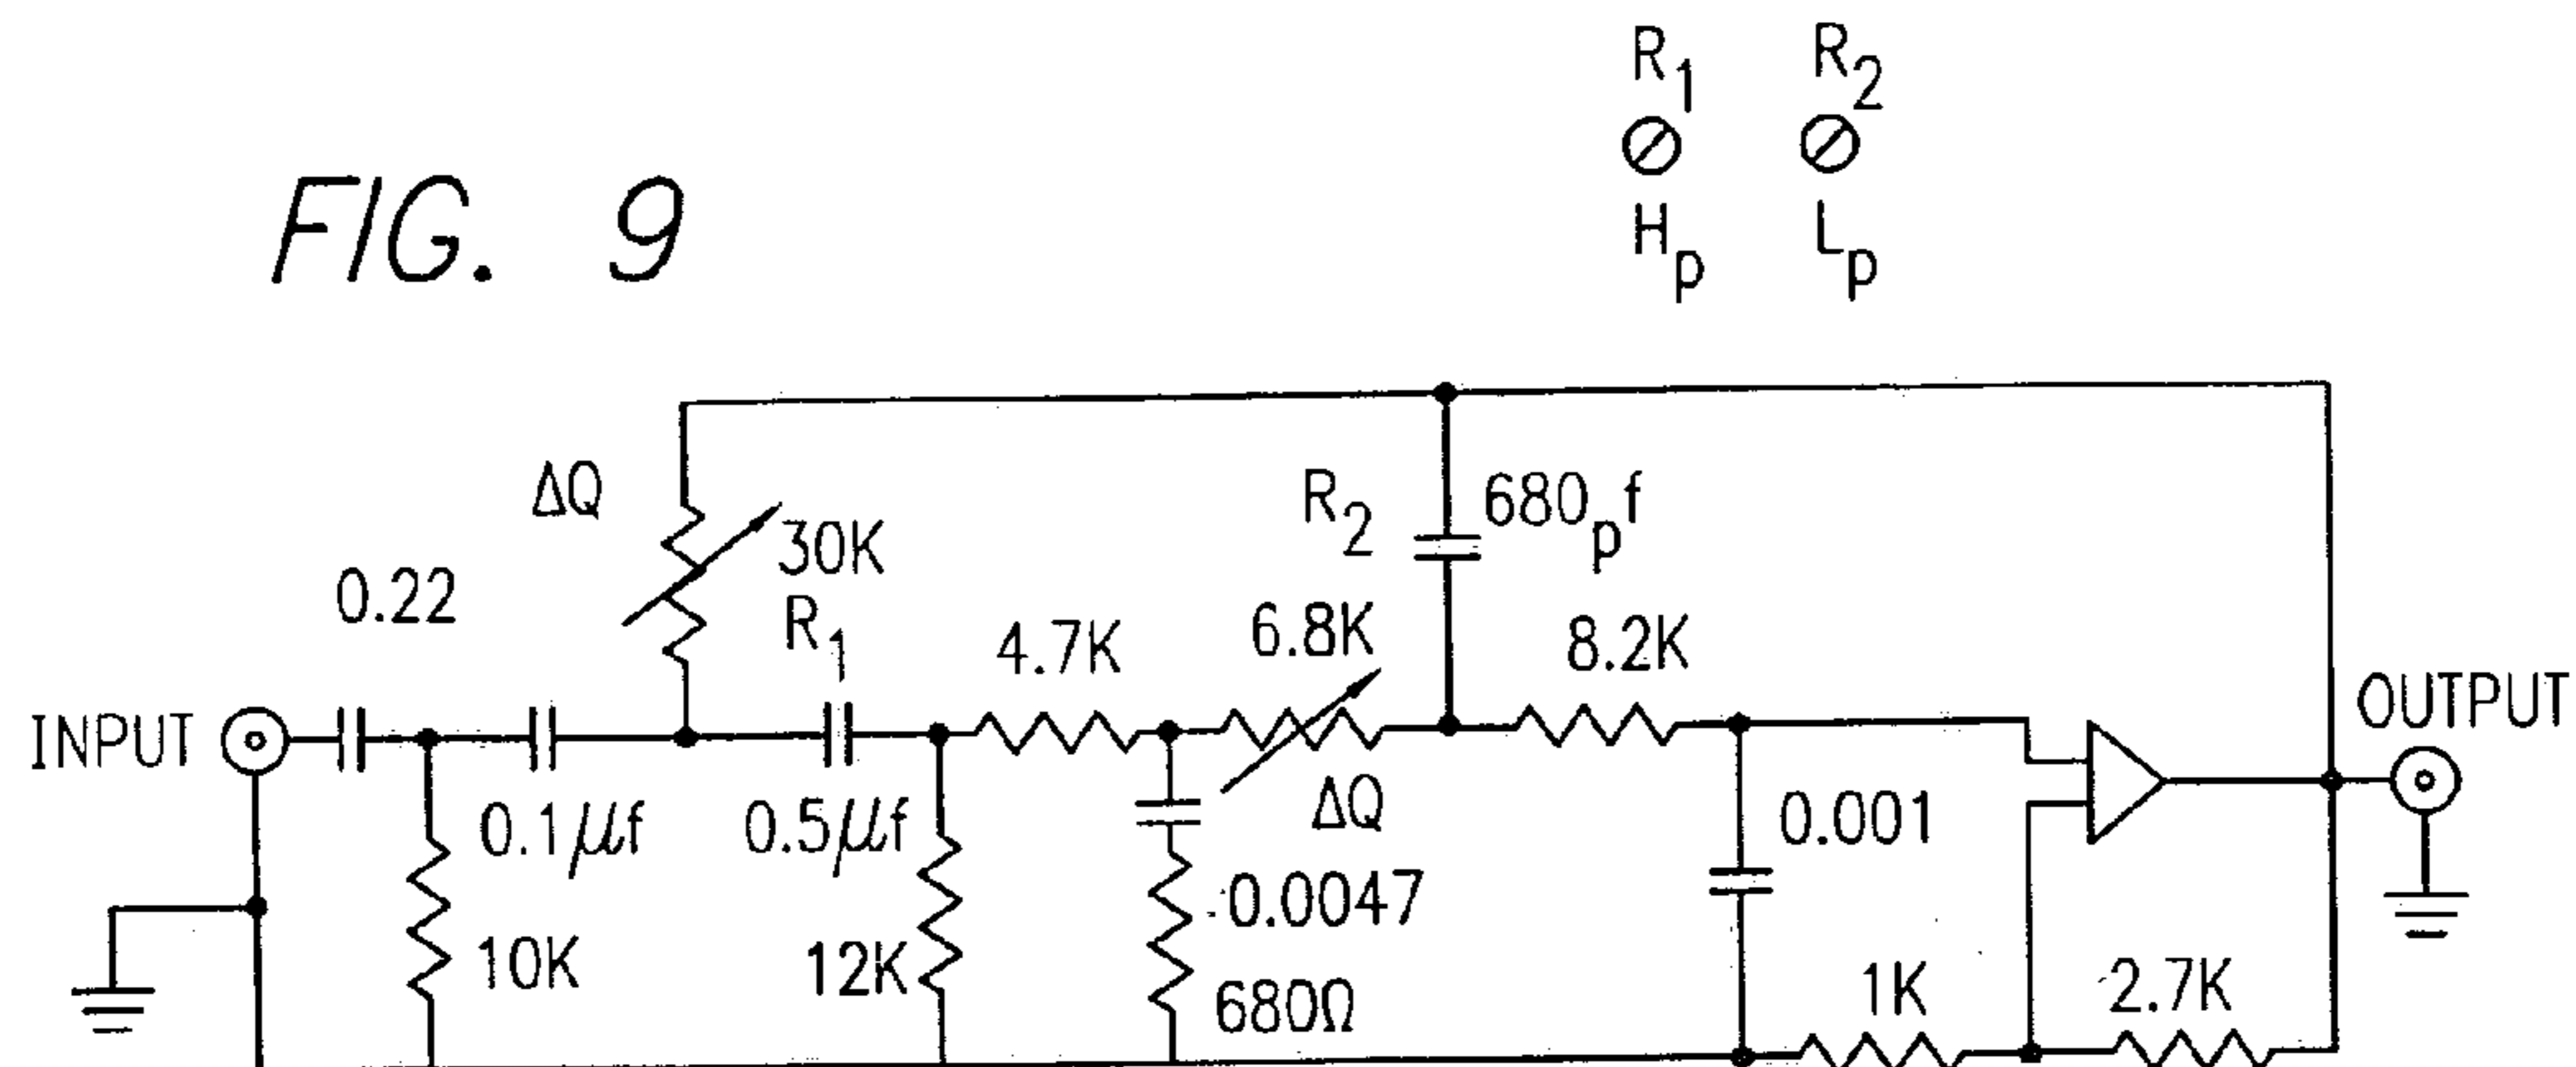 R1 R2
Hp Lp
FIG. 9
ΔQ
30K
R1
0.22
4.7K
R2
680pf
6.8K
8.2K
INPUT
OUTPUT
0.1μf
0.5μf
ΔQ
0.001
0.0047
10K
12K
680Ω
1K
2.7K